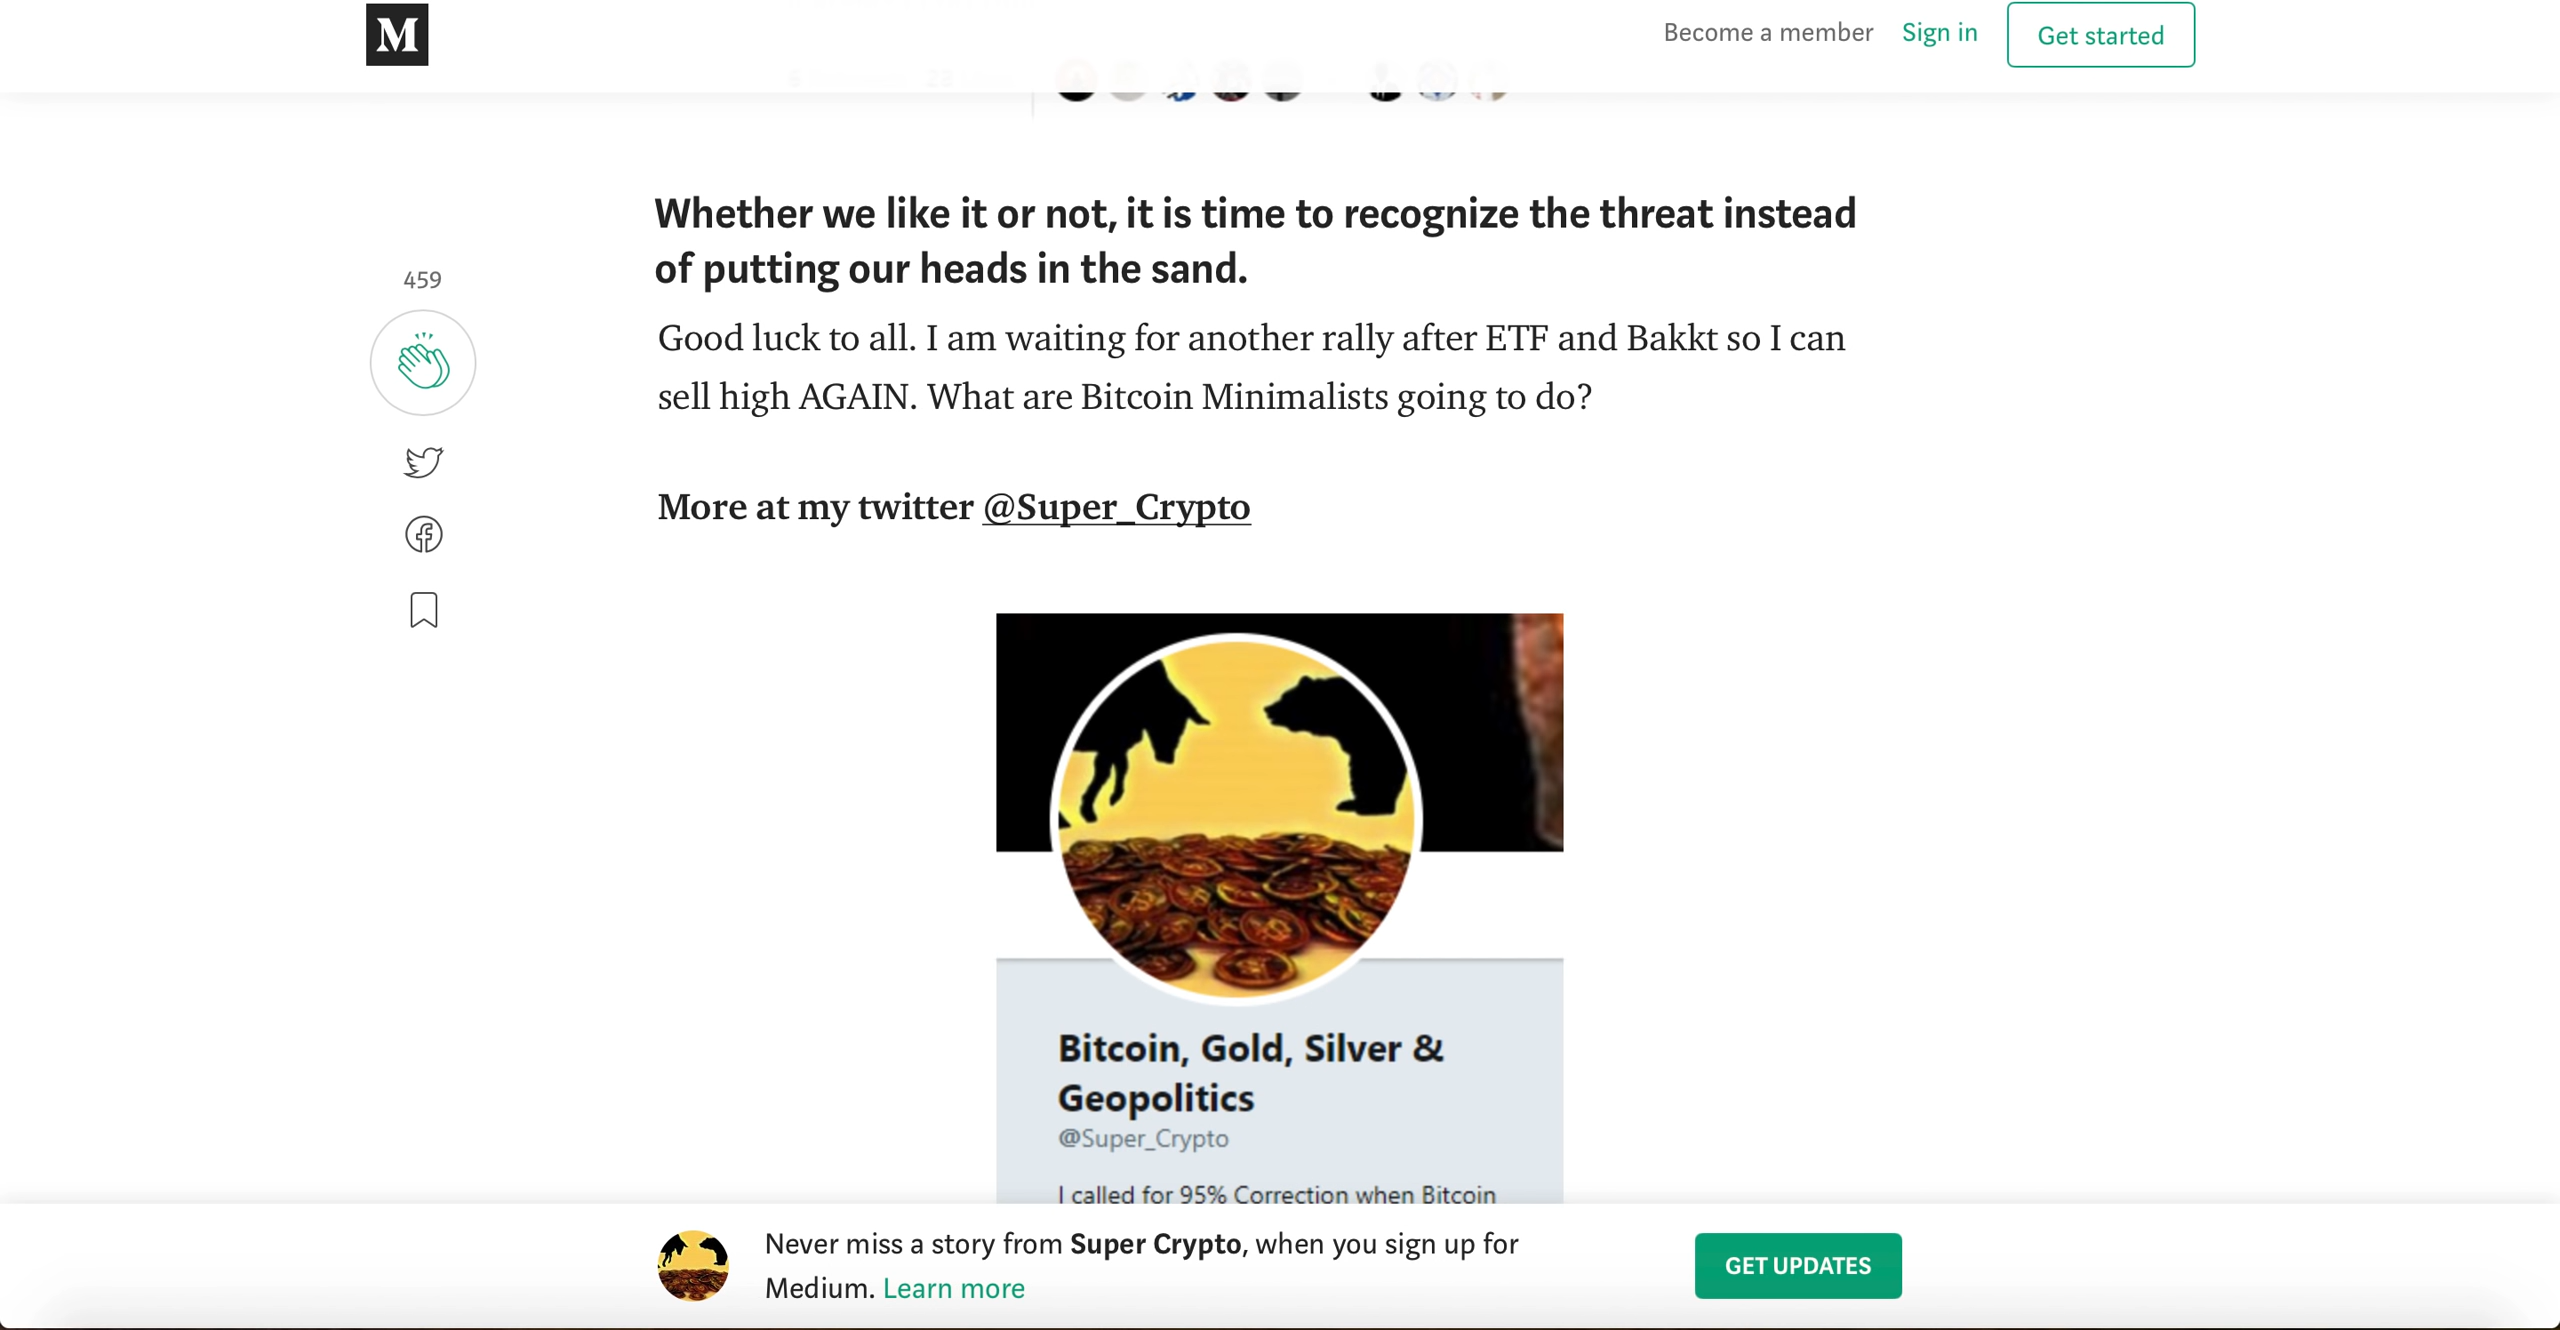 M
Become a member Sign in Get started
Whether we like it or not, it is time to recognize the threat instead
of putting our heads in the sand.
459
Good luck to all. I am waiting for another rally after ETF and Bakkt so I can
sell high AGAIN. What are Bitcoin Minimalists going to do?
More at my twitter @Super_Crypto
Bitcoin, Gold, Silver &
Geopolitics
@Super_Crypto
I called for 95% Correction when Bitcoin
Never miss a story from Super Crypto, when you sign up for
Medium. Learn more
GET UPDATES